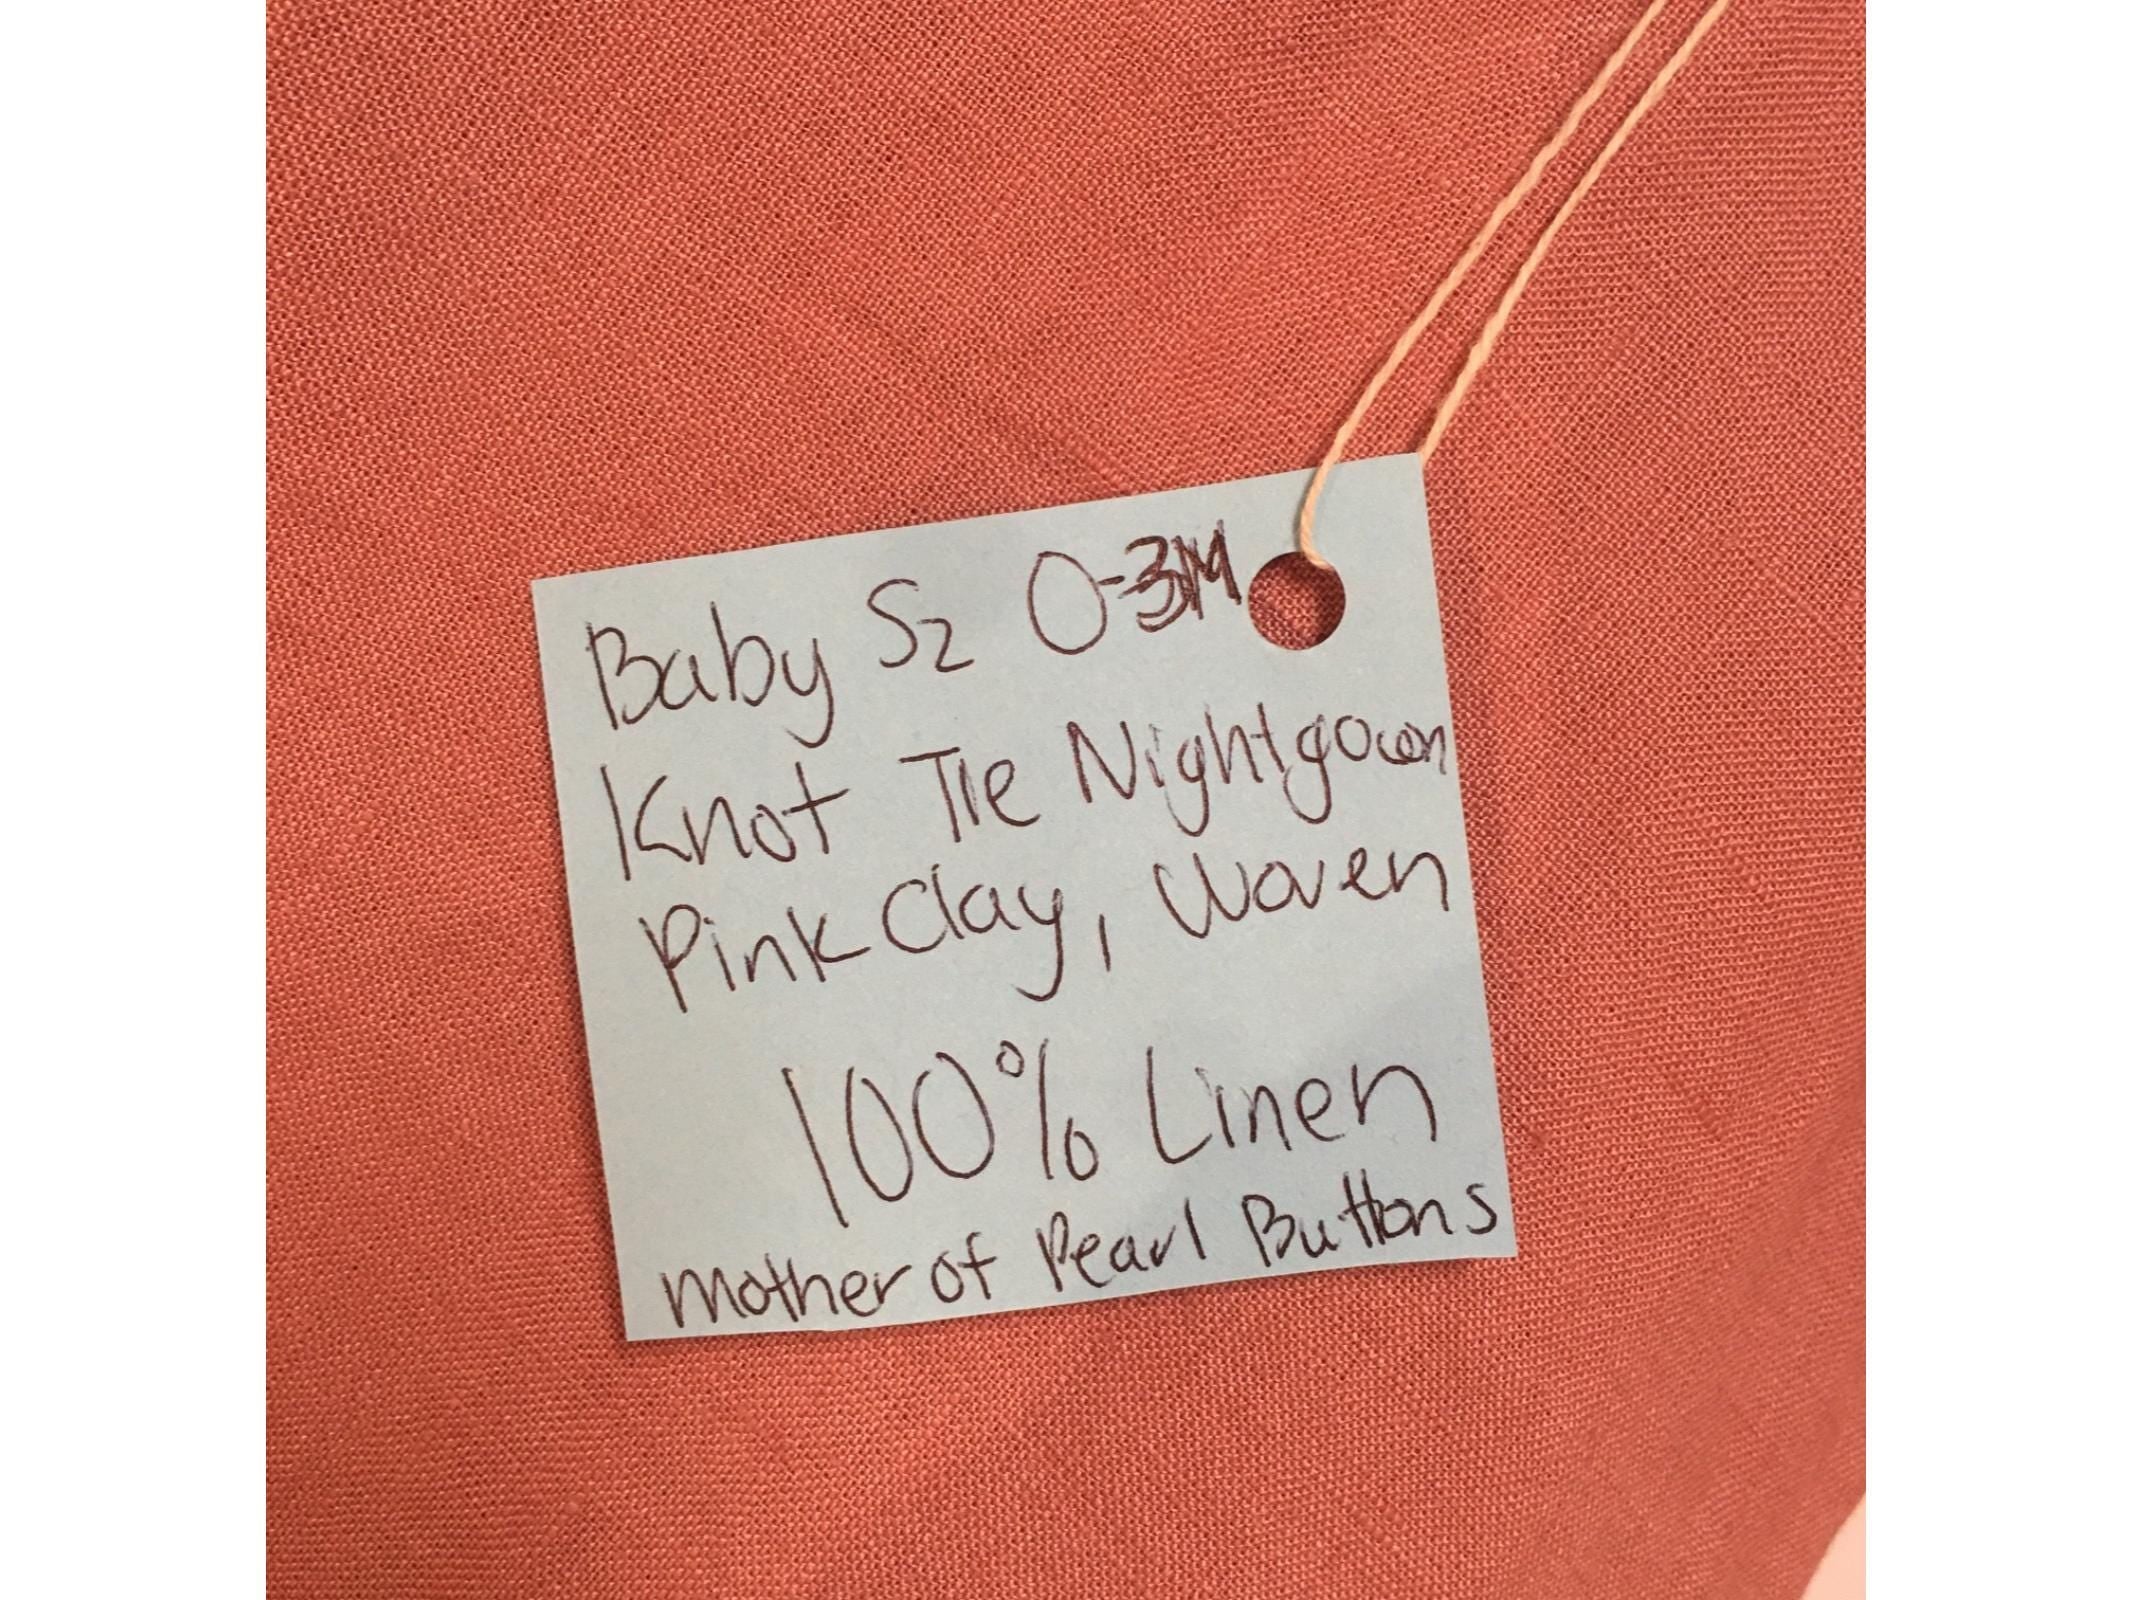 Baby Sz 0-3M
Knot Tie Nightgown
Pink Clay, Woven
100% Linen
Mother of Pearl Buttons